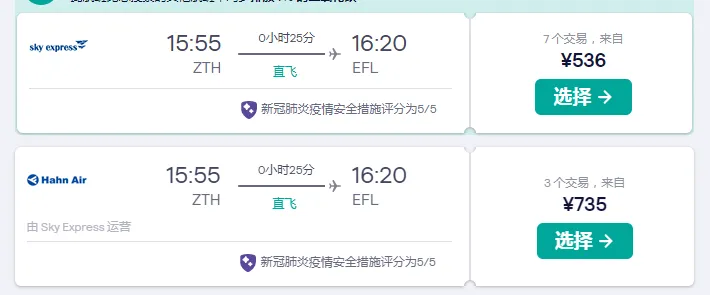 sky express
15:55
0小时25分
16:20
ZTH
直飞
EFL
新冠肺炎疫情安全措施评分为5/5
7 个交易，来自
¥536
选择 →
Hahn Air
15:55
0小时25分
16:20
ZTH
直飞
EFL
由 Sky Express 运营
新冠肺炎疫情安全措施评分为5/5
3 个交易，来自
¥735
选择 →